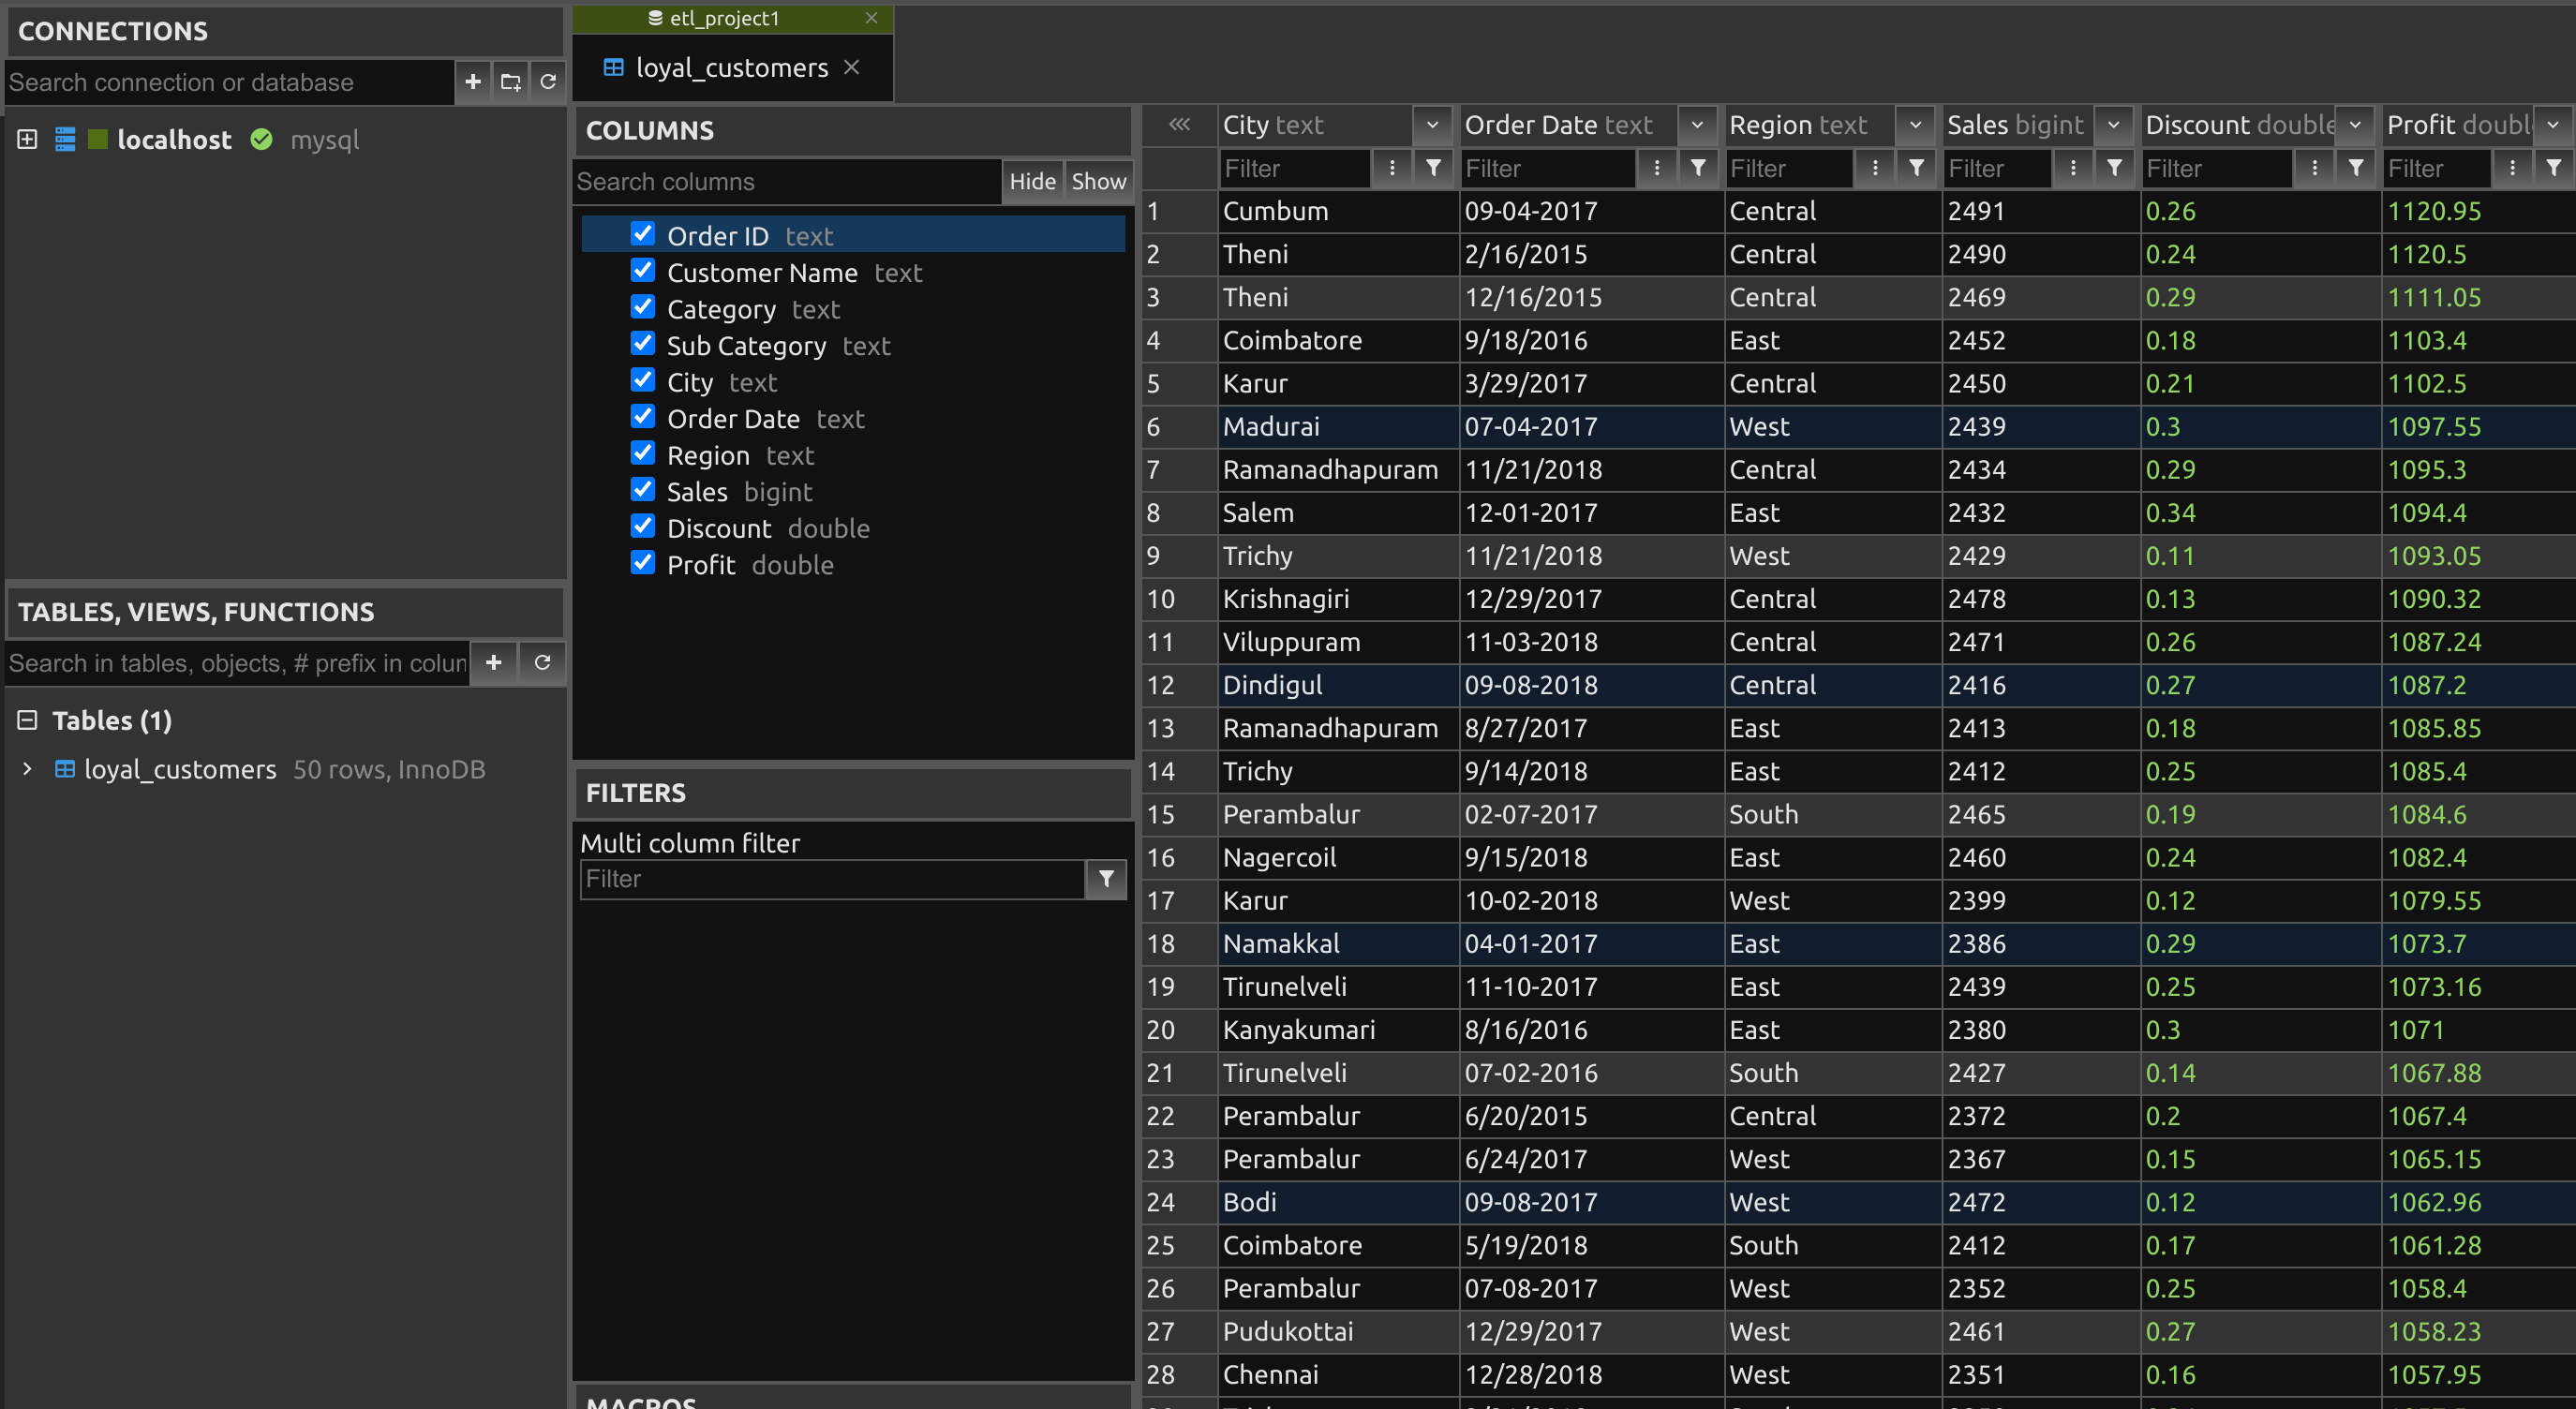 CONNECTIONS
Search connection or database
localhost mysql
TABLES, VIEWS, FUNCTIONS
Search in tables, objects, # prefix in colun
Tables (1)
loyal_customers 50 rows, InnoDB
etl_project1
loyal_customers
COLUMNS
Search columns Hide Show
Order ID text
Customer Name text
Category text
Sub Category text
City text
Order Date text
Region text
Sales bigint
Discount double
Profit double
FILTERS
Multi column filter
Filter
MACROS
City text Order Date text Region text Sales bigint Discount double Profit doubl
Filter Filter Filter Filter Filter Filter
1 Cumbum 09-04-2017 Central 2491 0.26 1120.95
2 Theni 2/16/2015 Central 2490 0.24 1120.5
3 Theni 12/16/2015 Central 2469 0.29 1111.05
4 Coimbatore 9/18/2016 East 2452 0.18 1103.4
5 Karur 3/29/2017 Central 2450 0.21 1102.5
6 Madurai 07-04-2017 West 2439 0.3 1097.55
7 Ramanadhapuram 11/21/2018 Central 2434 0.29 1095.3
8 Salem 12-01-2017 East 2432 0.34 1094.4
9 Trichy 11/21/2018 West 2429 0.11 1093.05
10 Krishnagiri 12/29/2017 Central 2478 0.13 1090.32
11 Viluppuram 11-03-2018 Central 2471 0.26 1087.24
12 Dindigul 09-08-2018 Central 2416 0.27 1087.2
13 Ramanadhapuram 8/27/2017 East 2413 0.18 1085.85
14 Trichy 9/14/2018 East 2412 0.25 1085.4
15 Perambalur 02-07-2017 South 2465 0.19 1084.6
16 Nagercoil 9/15/2018 East 2460 0.24 1082.4
17 Karur 10-02-2018 West 2399 0.12 1079.55
18 Namakkal 04-01-2017 East 2386 0.29 1073.7
19 Tirunelveli 11-10-2017 East 2439 0.25 1073.16
20 Kanyakumari 8/16/2016 East 2380 0.3 1071
21 Tirunelveli 07-02-2016 South 2427 0.14 1067.88
22 Perambalur 6/20/2015 Central 2372 0.2 1067.4
23 Perambalur 6/24/2017 West 2367 0.15 1065.15
24 Bodi 09-08-2017 West 2472 0.12 1062.96
25 Coimbatore 5/19/2018 South 2412 0.17 1061.28
26 Perambalur 07-08-2017 West 2352 0.25 1058.4
27 Pudukottai 12/29/2017 West 2461 0.27 1058.23
28 Chennai 12/28/2018 West 2351 0.16 1057.95